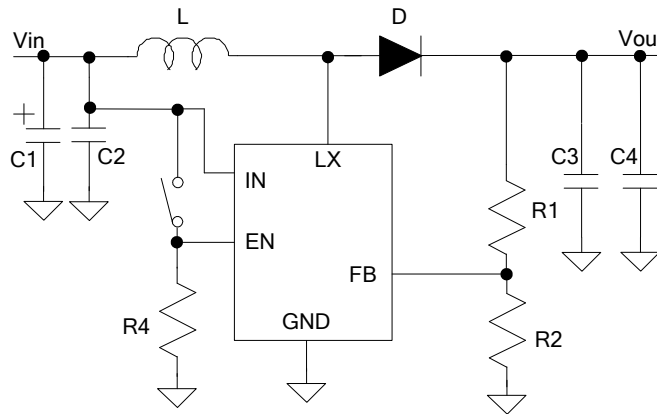 L
D
Vin
Vou
+
C1
C2
LX
IN
C3
C4
R1
EN
FB
R4
GND
R2